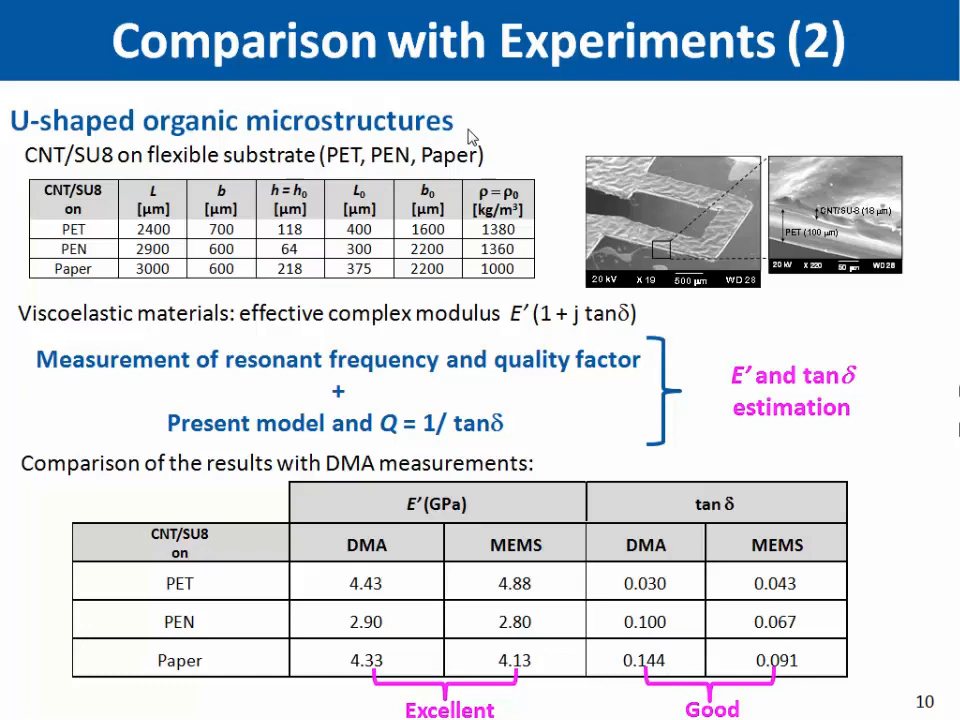 Comparison with Experiments (2)
U-shaped organic microstructures
CNT/SU8 on flexible substrate (PET, PEN, Paper)
CNT/SU8 on L [μm] b [μm] h = h0 [μm] L0 [μm] b0 [μm] ρ = ρ0 [kg/m³]
PET 2400 700 118 400 1600 1380
PEN 2900 600 64 300 2200 1360
Paper 3000 600 218 375 2200 1000
20 kV X 19 500 μm WD 28
CNT/SU-8 (18 μm)
PET (100 μm)
20 kV X 220 50 μm WD 28
Viscoelastic materials: effective complex modulus E’ (1 + j tanδ)
Measurement of resonant frequency and quality factor
+
Present model and Q = 1/ tanδ
E’ and tan δ
estimation
Comparison of the results with DMA measurements:
E’ (GPa) tan δ
CNT/SU8 on DMA MEMS DMA MEMS
PET 4.43 4.88 0.030 0.043
PEN 2.90 2.80 0.100 0.067
Paper 4.33 4.13 0.144 0.091
Excellent Good
10